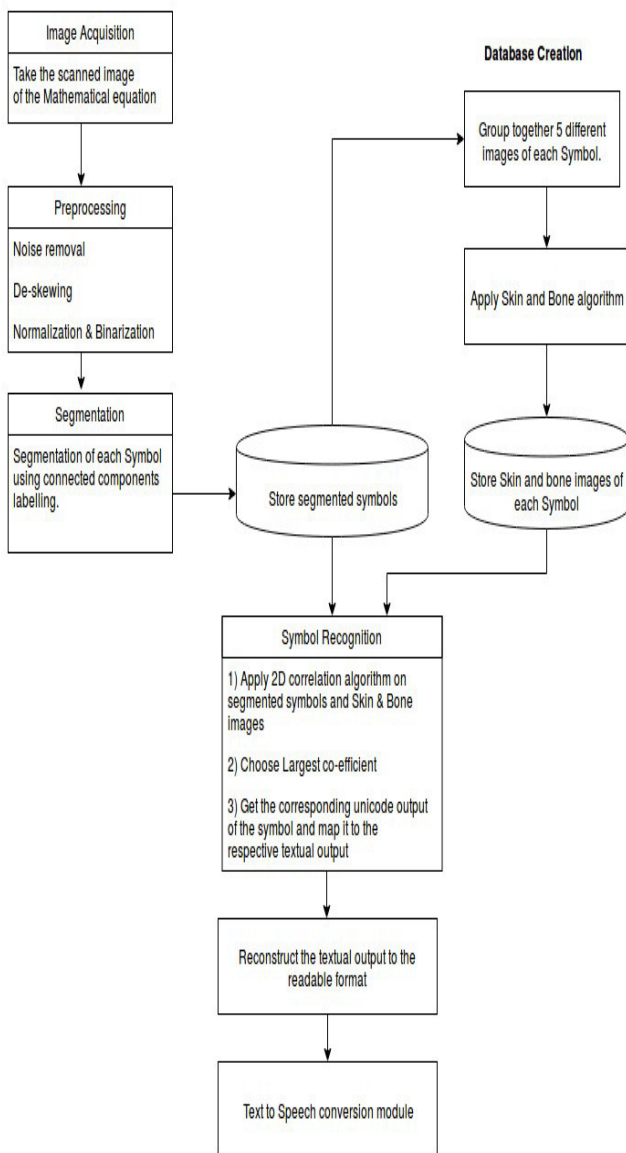 Image Acquisition
Take the scanned image
of the Mathematical equation
Preprocessing
Noise removal
De-skewing
Normalization & Binarization
Segmentation
Segmentation of each Symbol
using connected components
labelling.
Store segmented symbols
Database Creation
Group together 5 different
images of each Symbol.
Apply Skin and Bone algorithm
Store Skin and bone images of
each Symbol
Symbol Recognition
1) Apply 2D correlation algorithm on
segmented symbols and Skin & Bone
images
2) Choose Largest co-efficient
3) Get the corresponding unicode output
of the symbol and map it to the
respective textual output
Reconstruct the textual output to the
readable format
Text to Speech conversion module